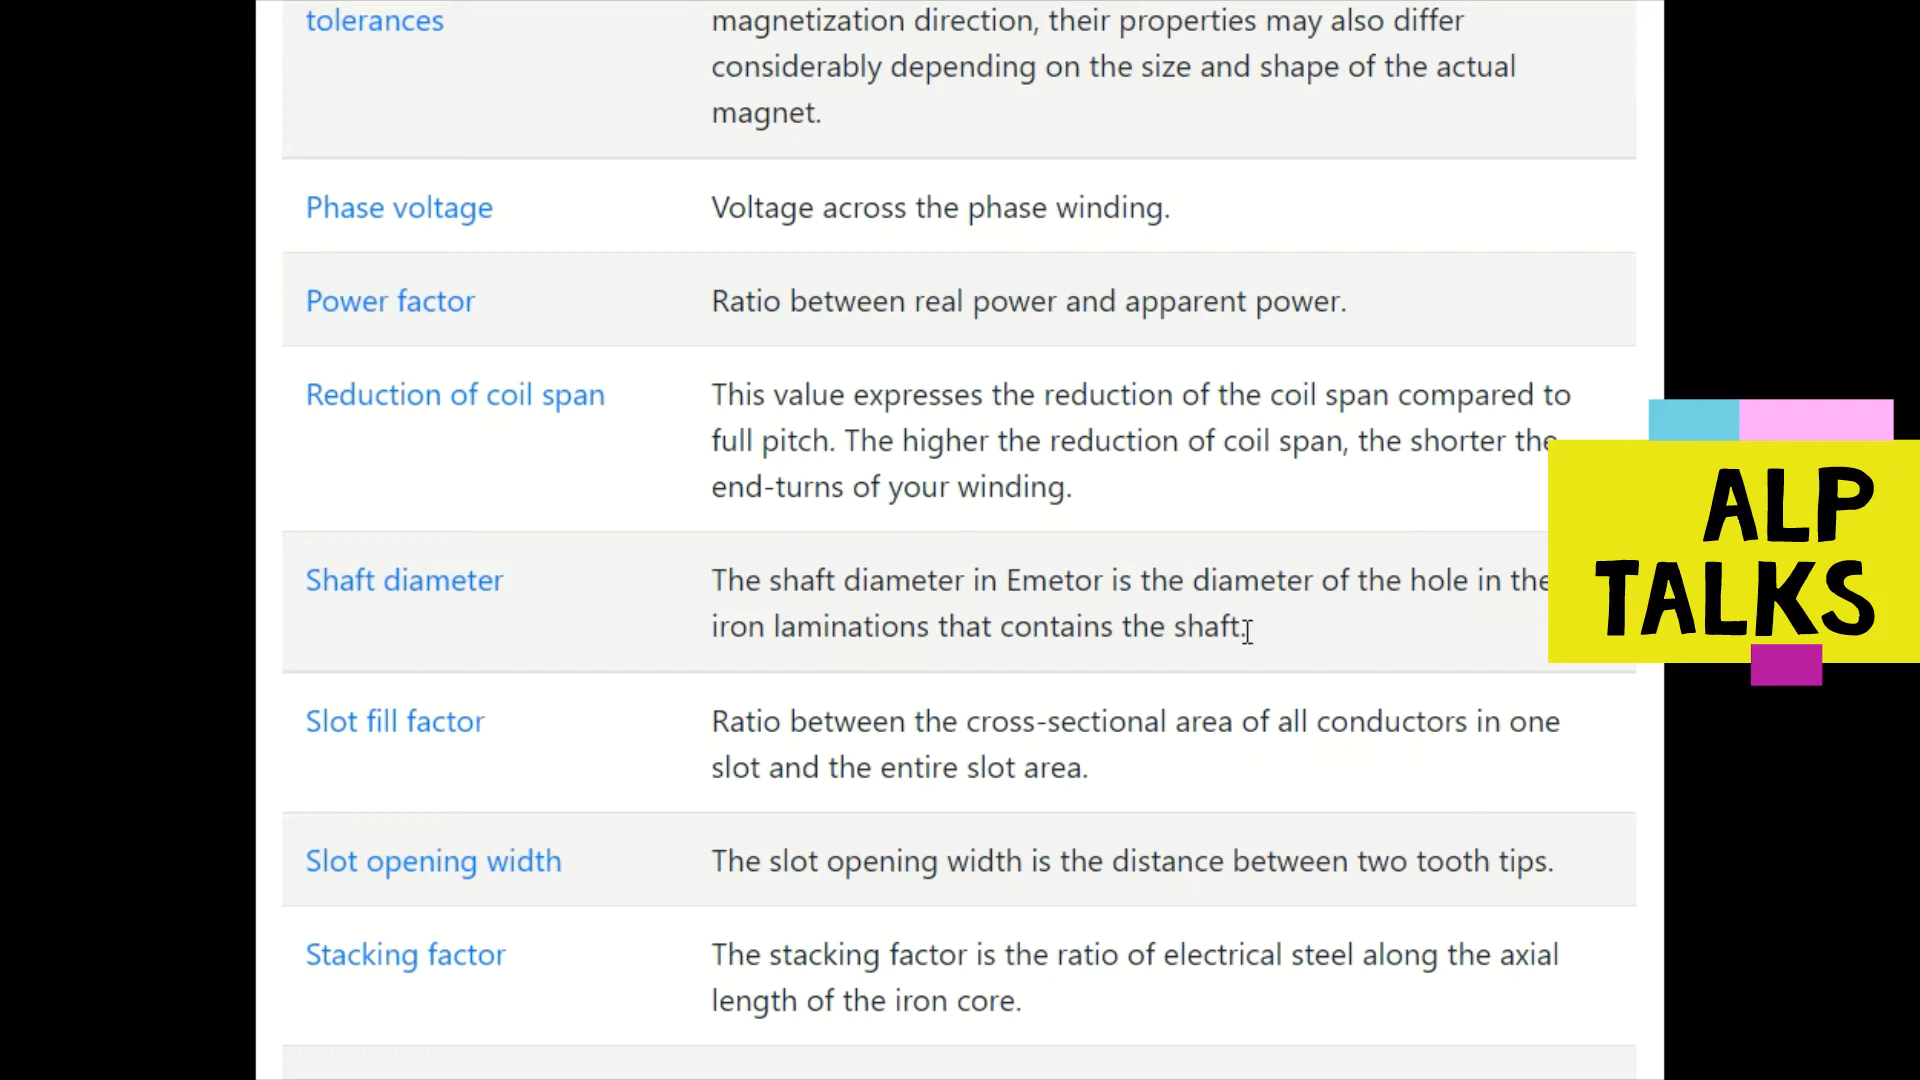 tolerances
magnetization direction, their properties may also differ
considerably depending on the size and shape of the actual
magnet.
Phase voltage
Voltage across the phase winding.
Power factor
Ratio between real power and apparent power.
Reduction of coil span
This value expresses the reduction of the coil span compared to
full pitch. The higher the reduction of coil span, the shorter the
end-turns of your winding.
Shaft diameter
The shaft diameter in Emetor is the diameter of the hole in the
iron laminations that contains the shaft.
Slot fill factor
Ratio between the cross-sectional area of all conductors in one
slot and the entire slot area.
Slot opening width
The slot opening width is the distance between two tooth tips.
Stacking factor
The stacking factor is the ratio of electrical steel along the axial
length of the iron core.
ALP
TALKS